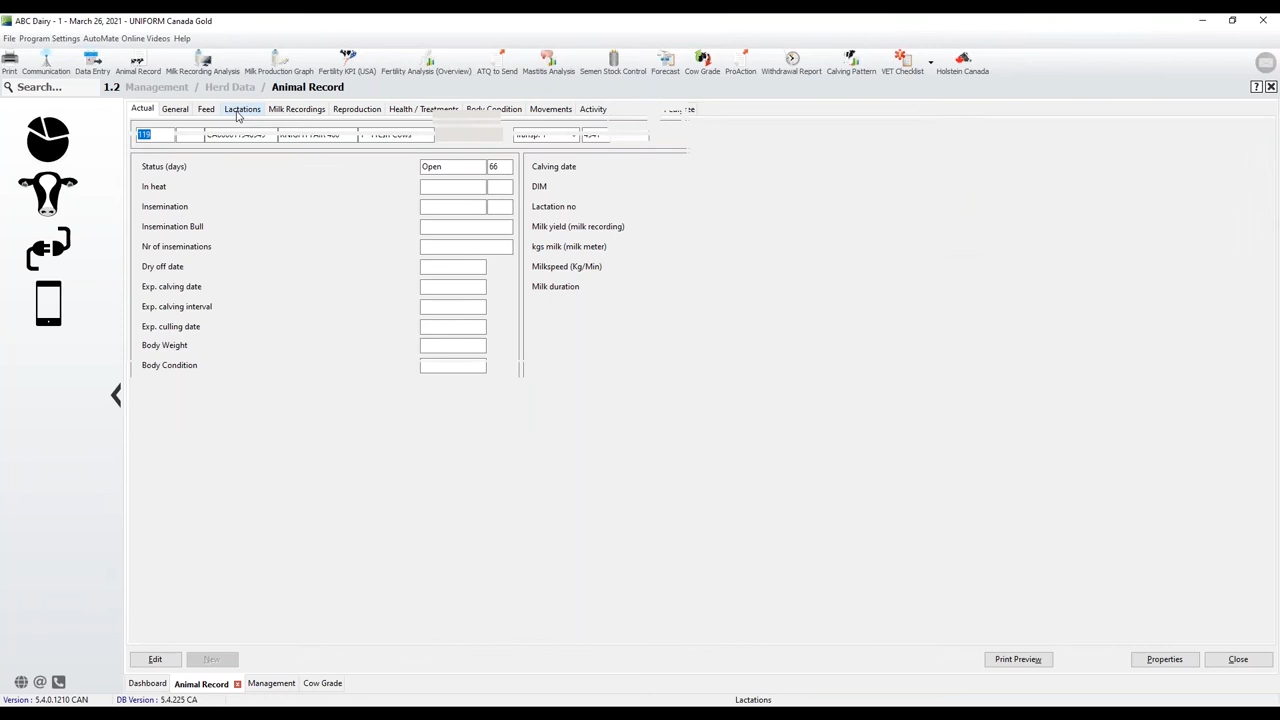 ABC Dairy - 1 - March 26, 2021 - UNIFORM Canada Gold
File Program Settings AutoMate Online Videos Help
Print Communication Data Entry Animal Record Milk Recording Analysis Milk Production Graph Fertility KPI (USA) Fertility Analysis (Overview) ATQ to Send Mastitis Analysis Semen Stock Control Forecast Cow Grade ProAction Withdrawal Report Calving Pattern VET Checklist Holstein Canada
Search... 1.2 Management / Herd Data / Animal Record ?
Actual General Feed Lactations Milk Recordings Reproduction Health / Treatments Body Condition Movements Activity
119
Status (days) Open 66 Calving date
In heat DIM
Insemination Lactation no
Insemination Bull Milk yield (milk recording)
Nr of inseminations kgs milk (milk meter)
Dry off date Milkspeed (Kg/Min)
Exp. calving date Milk duration
Exp. calving interval
Exp. culling date
Body Weight
Body Condition
Edit New Print Preview Properties Close
Dashboard Animal Record Management Cow Grade
Version : 5.4.0.1210 CAN DB Version : 5.4.225 CA Lactations